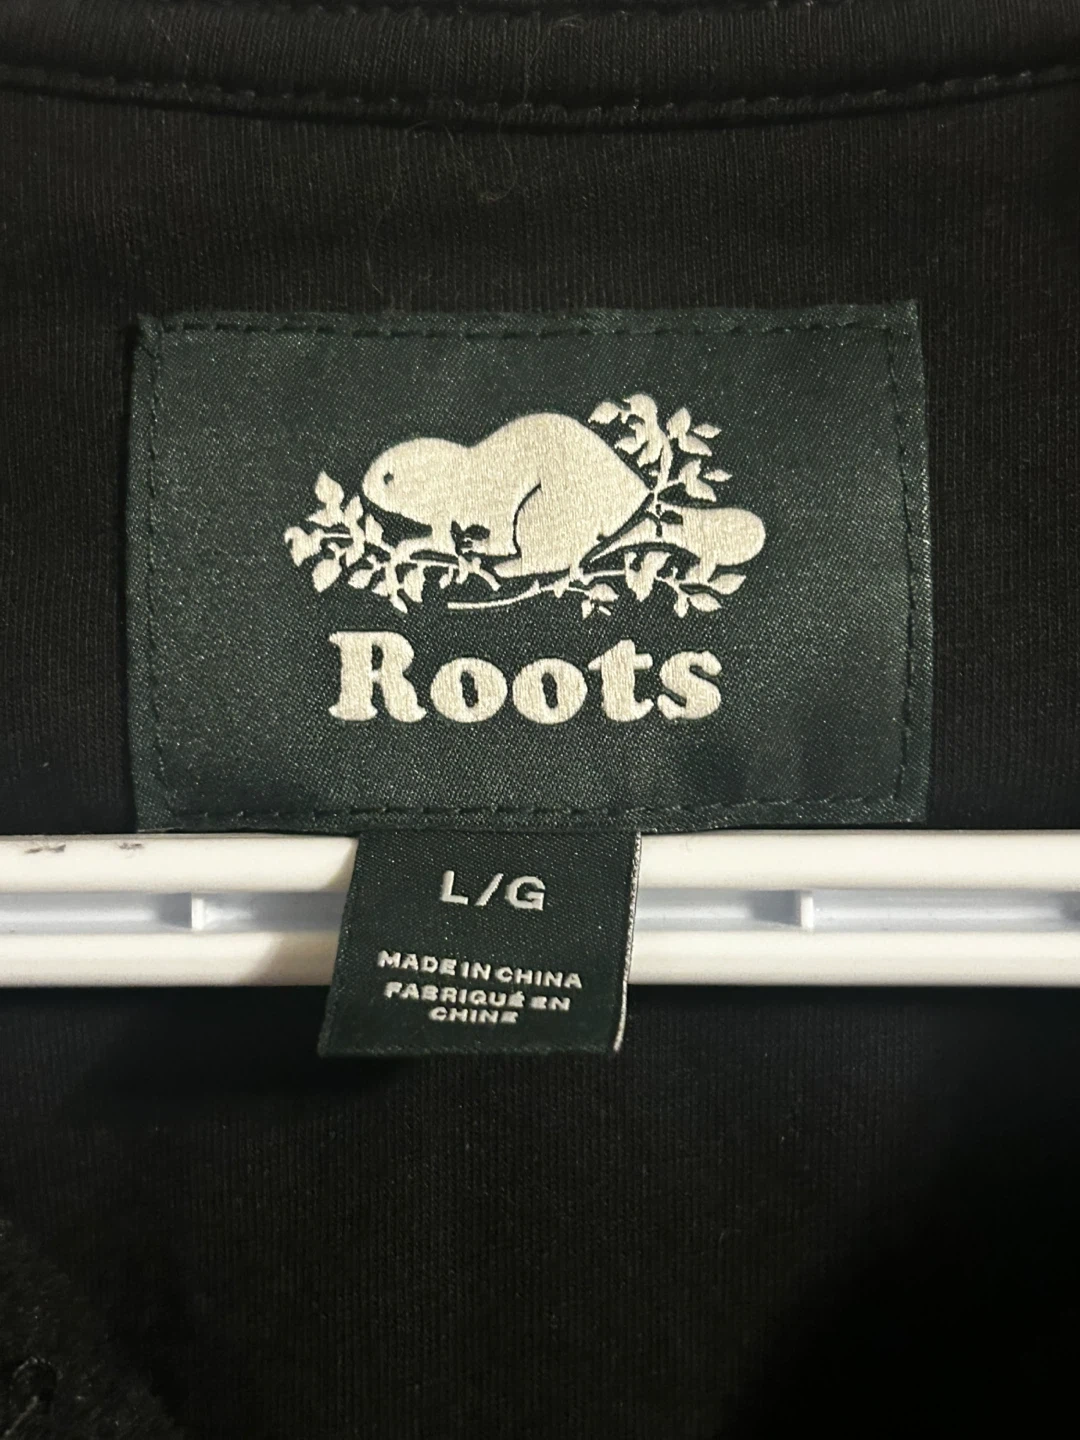 Roots
L/G
MADE IN CHINA
FABRIQUÉ EN
CHINE